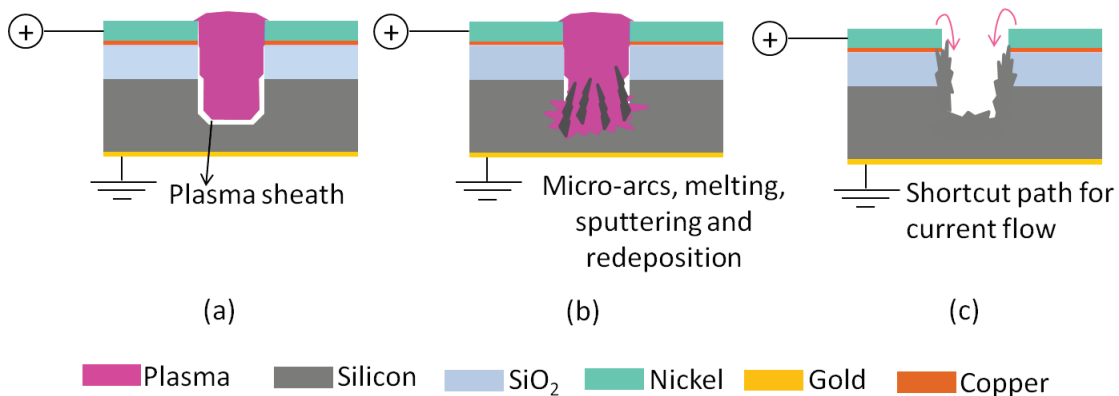 +
+
+
Plasma sheath
Micro-arcs, melting,
sputtering and
redeposition
Shortcut path for
current flow
(a)
(b)
(c)
Plasma
Silicon
SiO₂
Nickel
Gold
Copper